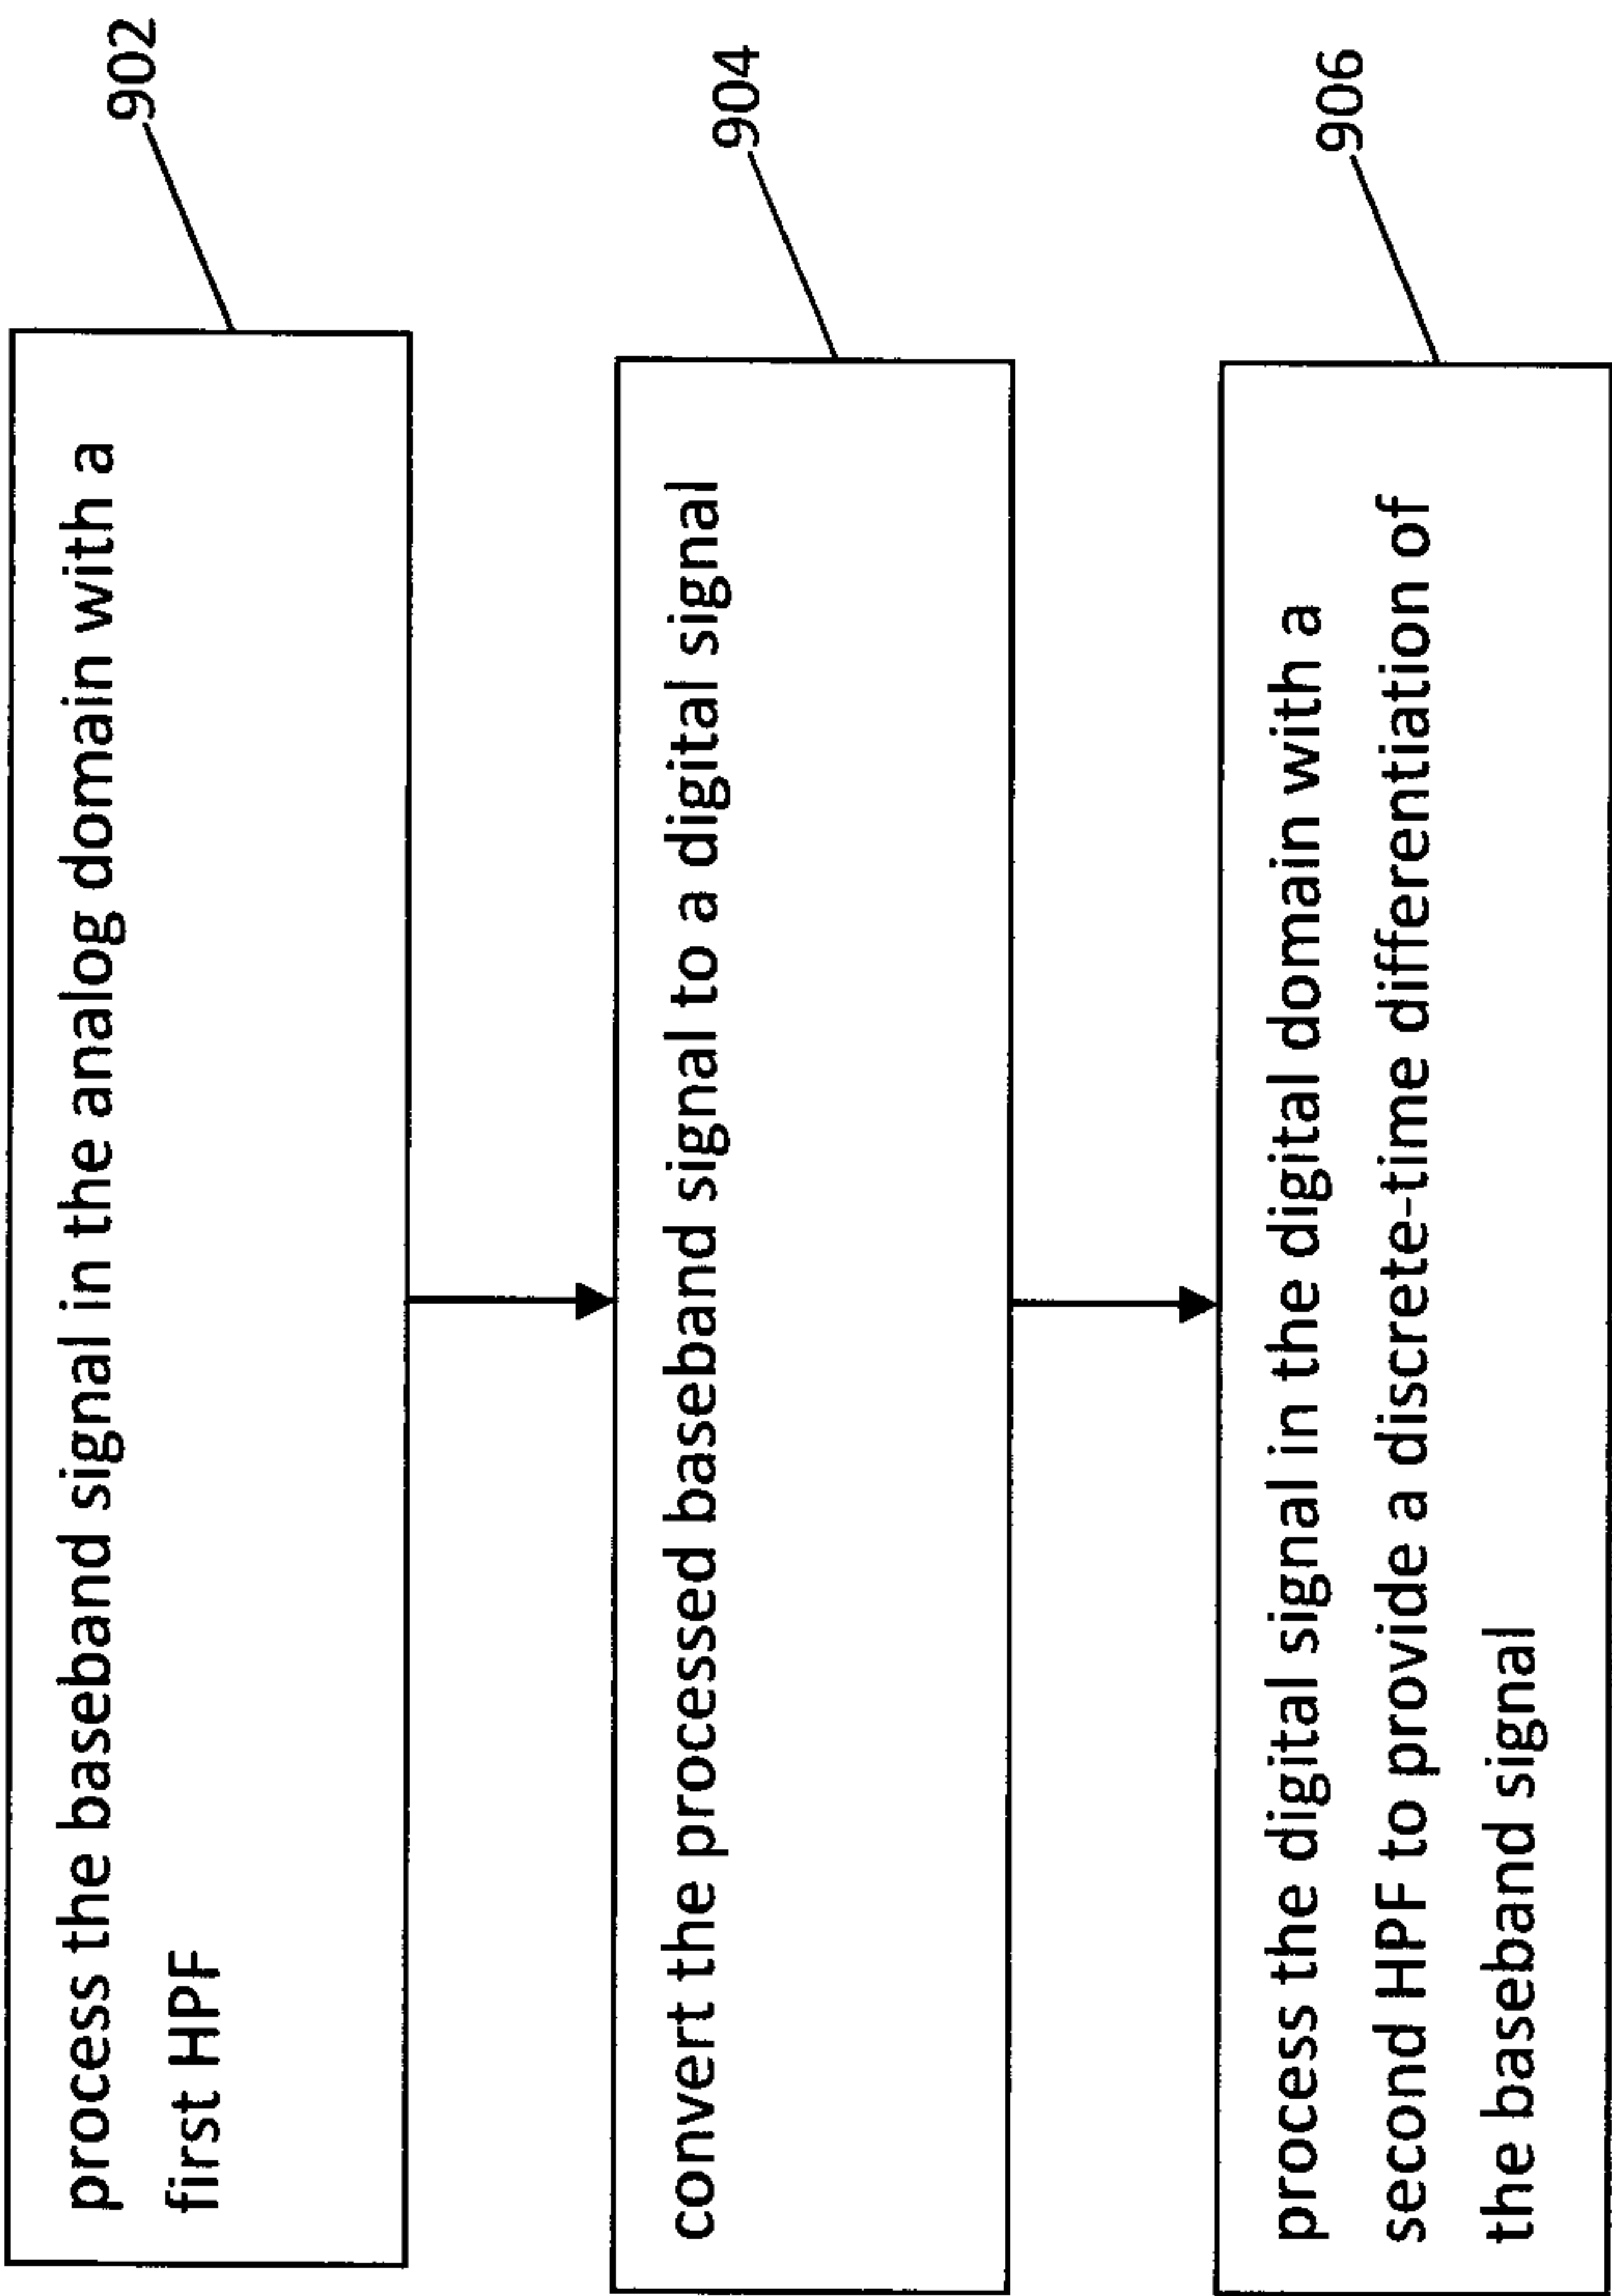 process the baseband signal in the analog domain with a
first HPF
902
convert the processed baseband signal to a digital signal
904
process the digital signal in the digital domain with a
second HPF to provide a discrete-time differentiation of
the baseband signal
906